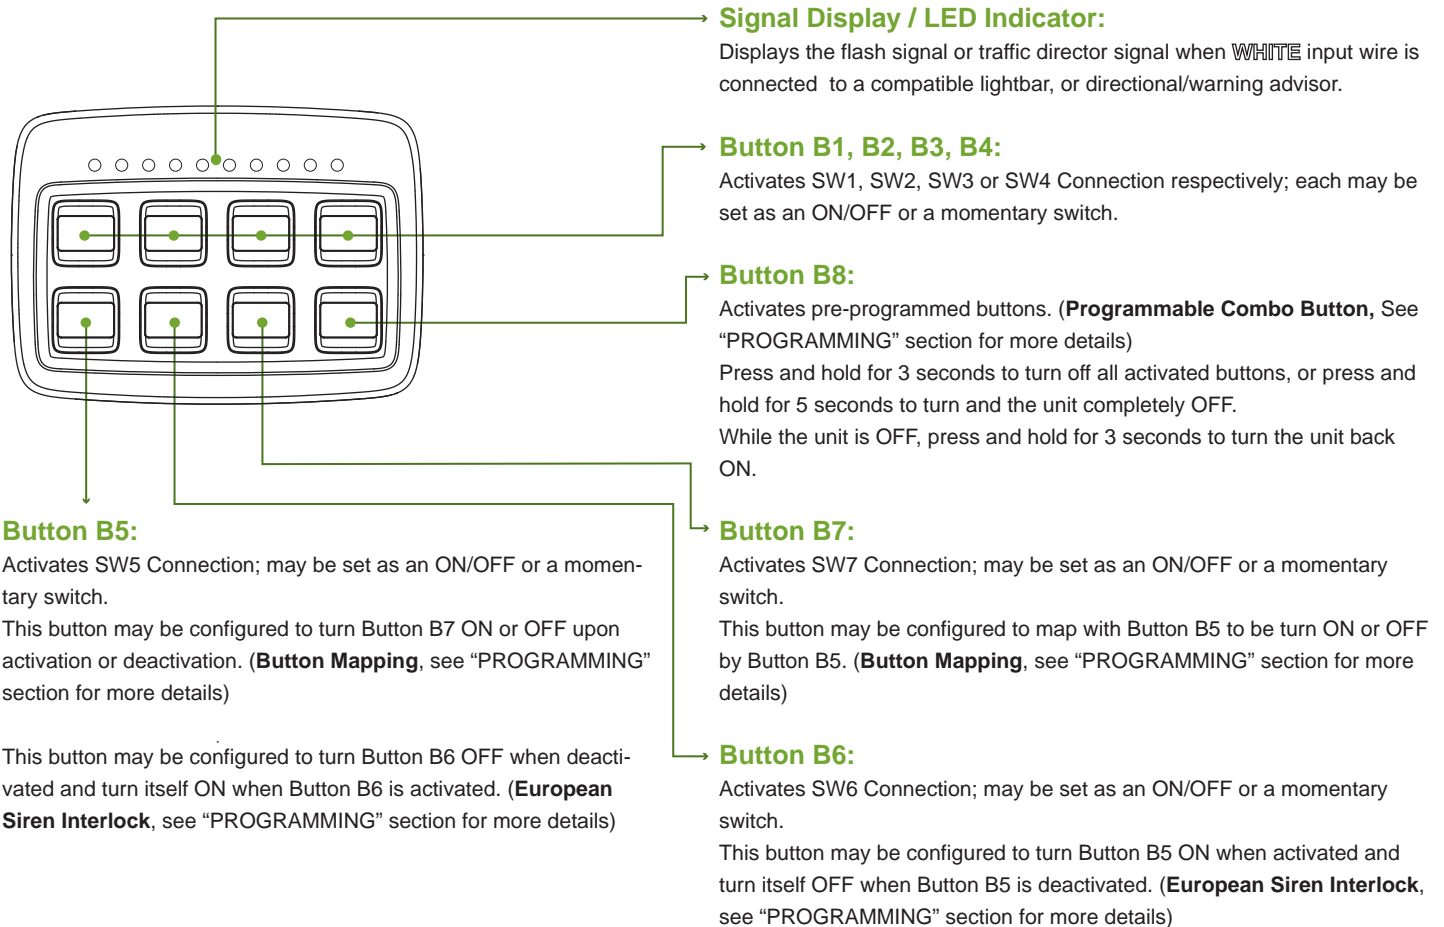 Signal Display / LED Indicator:
Displays the flash signal or traffic director signal when WHITE input wire is
connected to a compatible lightbar, or directional/warning advisor.
Button B1, B2, B3, B4:
Activates SW1, SW2, SW3 or SW4 Connection respectively; each may be
set as an ON/OFF or a momentary switch.
Button B8:
Activates pre-programmed buttons. (Programmable Combo Button, See
“PROGRAMMING” section for more details)
Press and hold for 3 seconds to turn off all activated buttons, or press and
hold for 5 seconds to turn and the unit completely OFF.
While the unit is OFF, press and hold for 3 seconds to turn the unit back
ON.
Button B5:
Activates SW5 Connection; may be set as an ON/OFF or a momen-
tary switch.
This button may be configured to turn Button B7 ON or OFF upon
activation or deactivation. (Button Mapping, see “PROGRAMMING”
section for more details)
This button may be configured to turn Button B6 OFF when deacti-
vated and turn itself ON when Button B6 is activated. (European
Siren Interlock, see “PROGRAMMING” section for more details)
Button B7:
Activates SW7 Connection; may be set as an ON/OFF or a momentary
switch.
This button may be configured to map with Button B5 to be turn ON or OFF
by Button B5. (Button Mapping, see “PROGRAMMING” section for more
details)
Button B6:
Activates SW6 Connection; may be set as an ON/OFF or a momentary
switch.
This button may be configured to turn Button B5 ON when activated and
turn itself OFF when Button B5 is deactivated. (European Siren Interlock,
see “PROGRAMMING” section for more details)